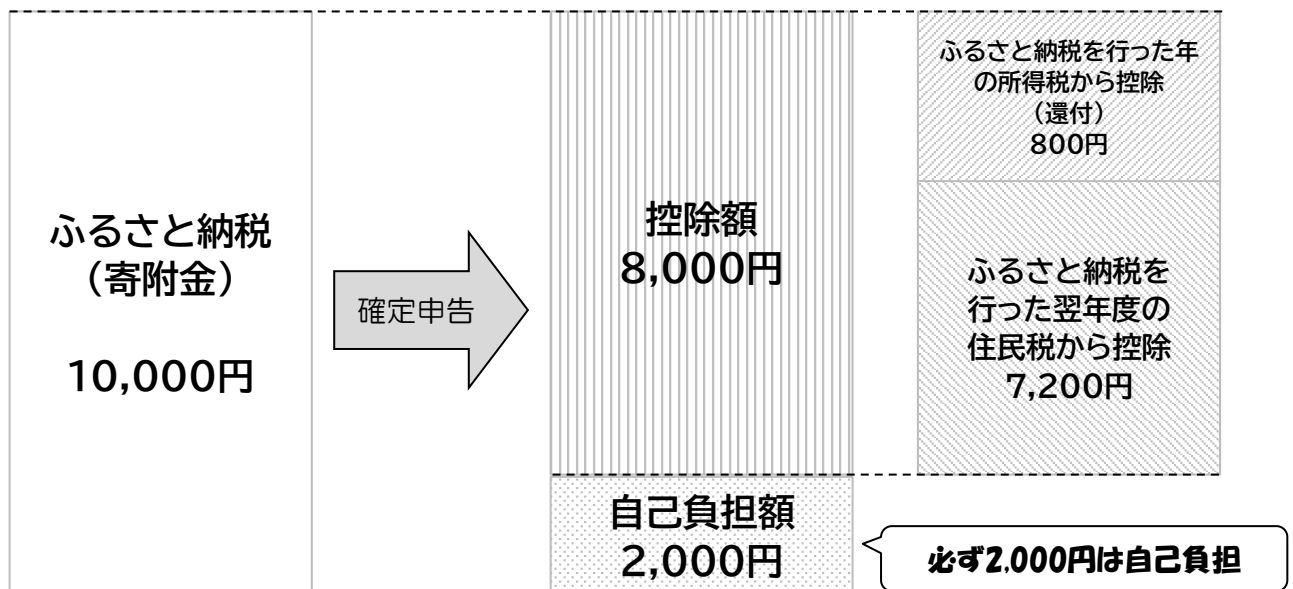 ふるさと納税
（寄附金）
10,000円
確定申告
控除額
8,000円
自己負担額
2,000円
ふるさと納税を行った年
の所得税から控除
（還付）
800円
ふるさと納税を
行った翌年度の
住民税から控除
7,200円
必ず2,000円は自己負担